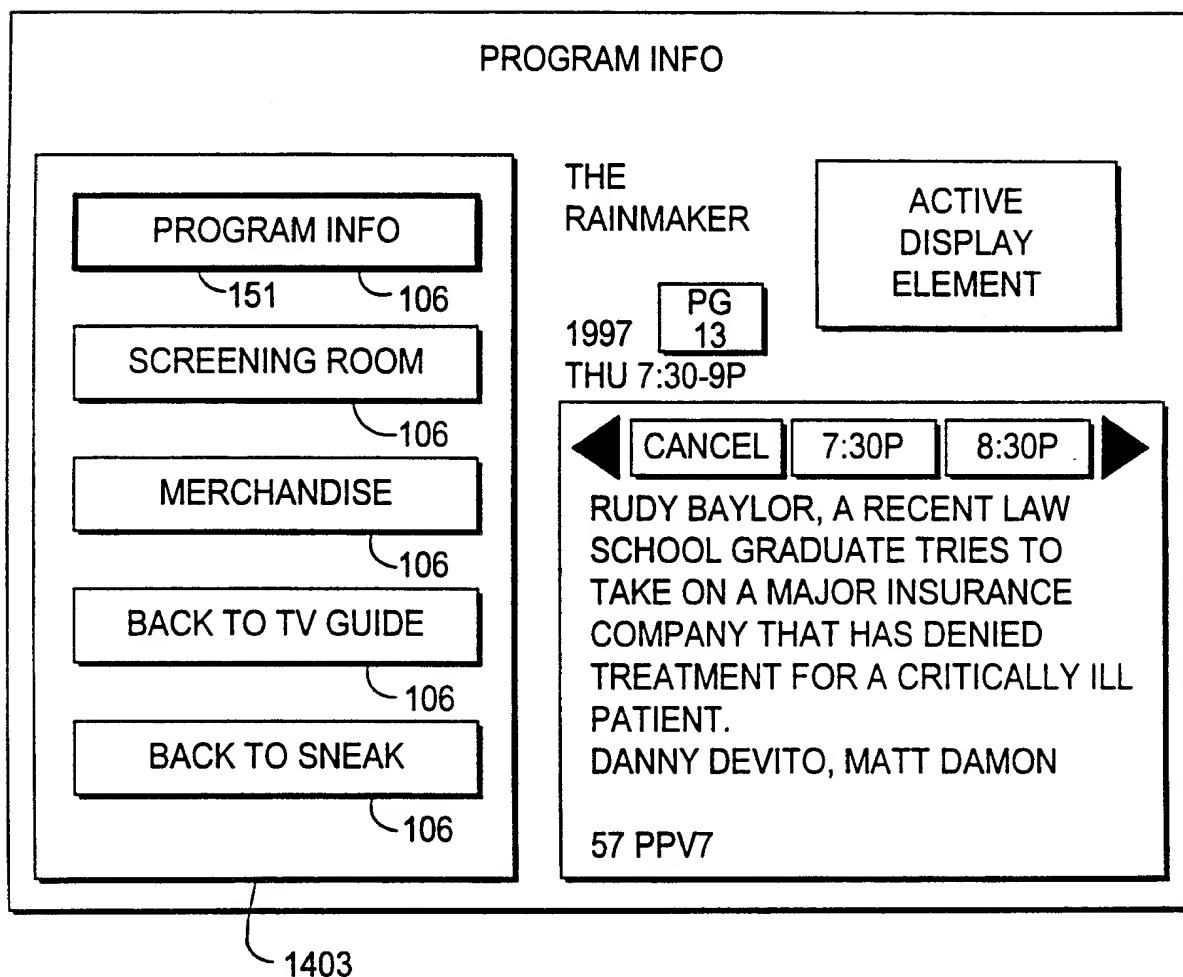 PROGRAM INFO
PROGRAM INFO
151
106
SCREENING ROOM
106
MERCHANDISE
106
BACK TO TV GUIDE
106
BACK TO SNEAK
106
1403
THE
RAINMAKER
1997
PG
13
THU 7:30-9P
ACTIVE
DISPLAY
ELEMENT
CANCEL 7:30P 8:30P
RUDY BAYLOR, A RECENT LAW
SCHOOL GRADUATE TRIES TO
TAKE ON A MAJOR INSURANCE
COMPANY THAT HAS DENIED
TREATMENT FOR A CRITICALLY ILL
PATIENT.
DANNY DEVITO, MATT DAMON
57 PPV7